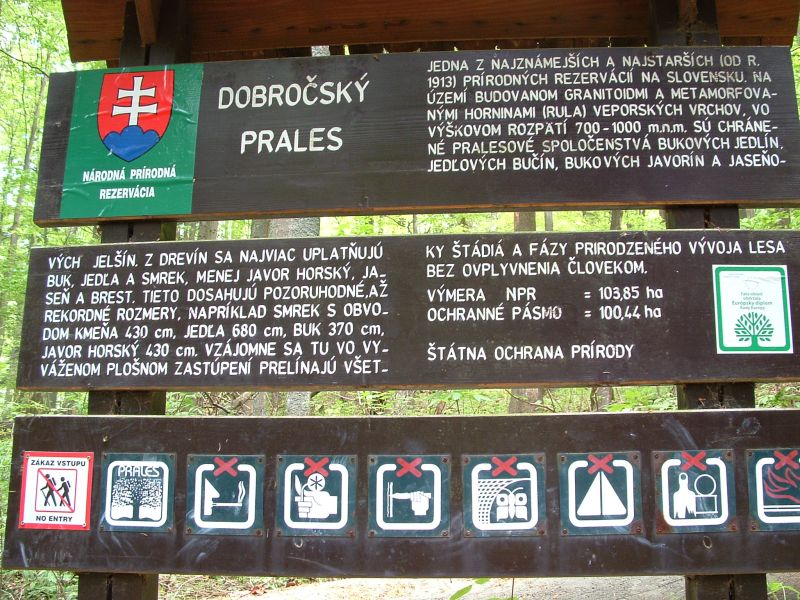 DOBROČSKÝ
PRALES
NÁRODNÁ PRÍRODNÁ
REZERVÁCIA
JEDNA Z NAJZNÁMEJŠÍCH A NAJSTARŠÍCH (OD R.
1913) PRÍRODNÝCH REZERVÁCIÍ NA SLOVENSKU. NA
ÚZEMÍ BUDOVANOM GRANITOIDMI A METAMORFOVA-
NÝMI HORNINAMI (RULA) VEPORSKÝCH VRCHOV, VO
VÝŠKOVOM ROZPÄTÍ 700-1000 m.n.m. SÚ CHRÁNE-
NÉ PRALESOVÉ SPOLOČENSTVÁ BUKOVÝCH JEDLÍN,
JEDĽOVÝCH BUČÍN, BUKOVÝCH JAVORÍN A JASEŇO-
VÝCH JELŠÍN. Z DREVÍN SA NAJVIAC UPLATŇUJÚ
BUK, JEDĽA A SMREK, MENEJ JAVOR HORSKÝ, JA-
SEŇ A BREST. TIETO DOSAHUJÚ POZORUHODNÉ, AŽ
REKORDNÉ ROZMERY, NAPRÍKLAD SMREK S OBVO-
DOM KMEŇA 430 cm, JEDĽA 680 cm, BUK 370 cm,
JAVOR HORSKÝ 430 cm. VZÁJOMNE SA TU VO VY-
VÁŽENOM PLOŠNOM ZASTÚPENÍ PRELÍNAJÚ VŠET-
KY ŠTÁDIÁ A FÁZY PRIRODZENÉHO VÝVOJA LESA
BEZ OVPLYVNENIA ČLOVEKOM.
VÝMERA NPR = 103,85 ha
OCHRANNÉ PÁSMO = 100,44 ha
ŠTÁTNA OCHRANA PRÍRODY
Európsky diplom
Rady Európy
ZÁKAZ VSTUPU
NO ENTRY
PRALES